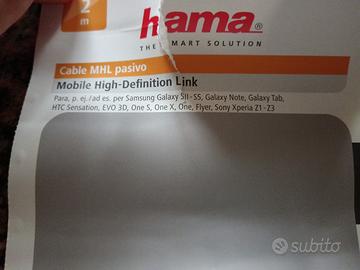 2
m
hama®
THE SMART SOLUTION
Cable MHL pasivo
Mobile High-Definition Link
Para, p. ej./ad es. per Samsung Galaxy SII - S5, Galaxy Note, Galaxy Tab,
HTC Sensation, EVO 3D, One S, One X, One, Flyer, Sony Xperia Z1 - Z3
subito